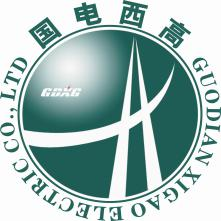 国电西高
GDXG
GUODIAN XIGAO ELECTRIC CO., LTD